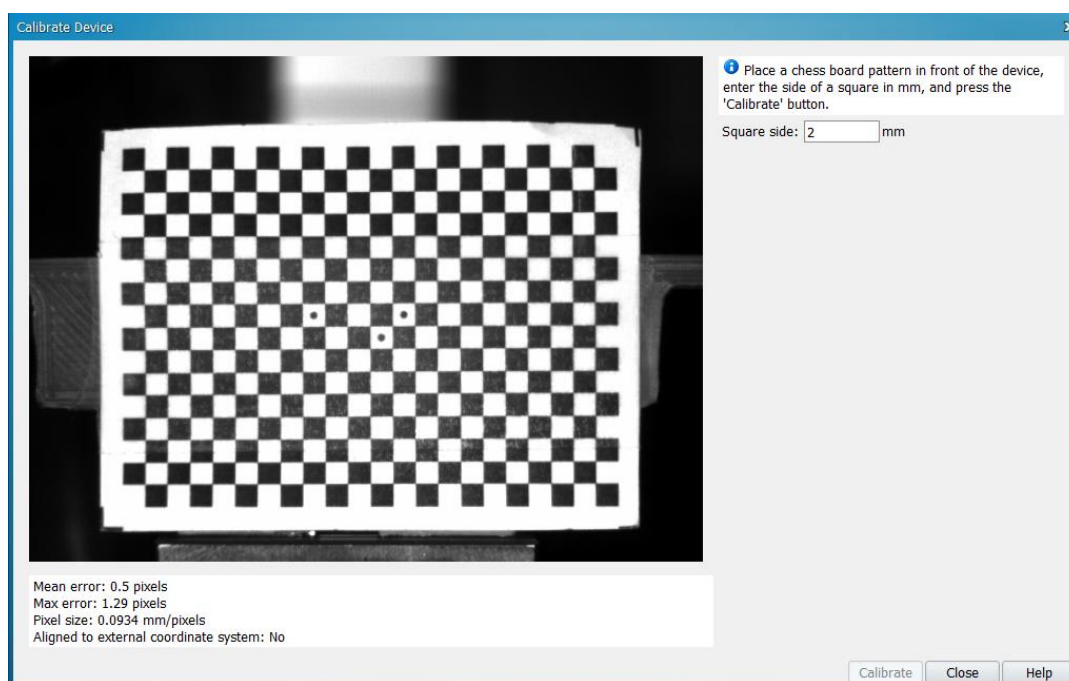 Calibrate Device
Place a chess board pattern in front of the device,
enter the side of a square in mm, and press the
'Calibrate' button.
Square side: 2 mm
Mean error: 0.5 pixels
Max error: 1.29 pixels
Pixel size: 0.0934 mm/pixels
Aligned to external coordinate system: No
Calibrate Close Help